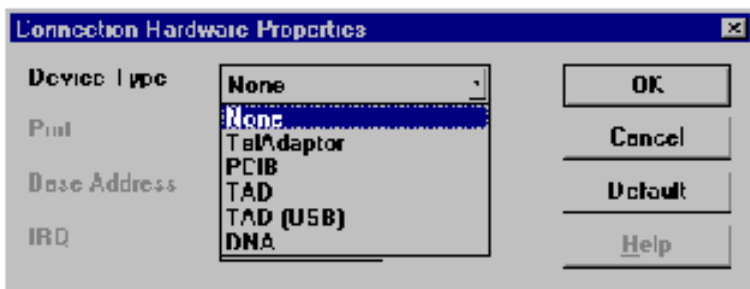 Connection Hardware Properties
Device Type
None
OK
None
TelAdaptor
PCIB
TAD
TAD (USB)
DNA
Port
Cancel
Base Address
Default
IRQ
Help